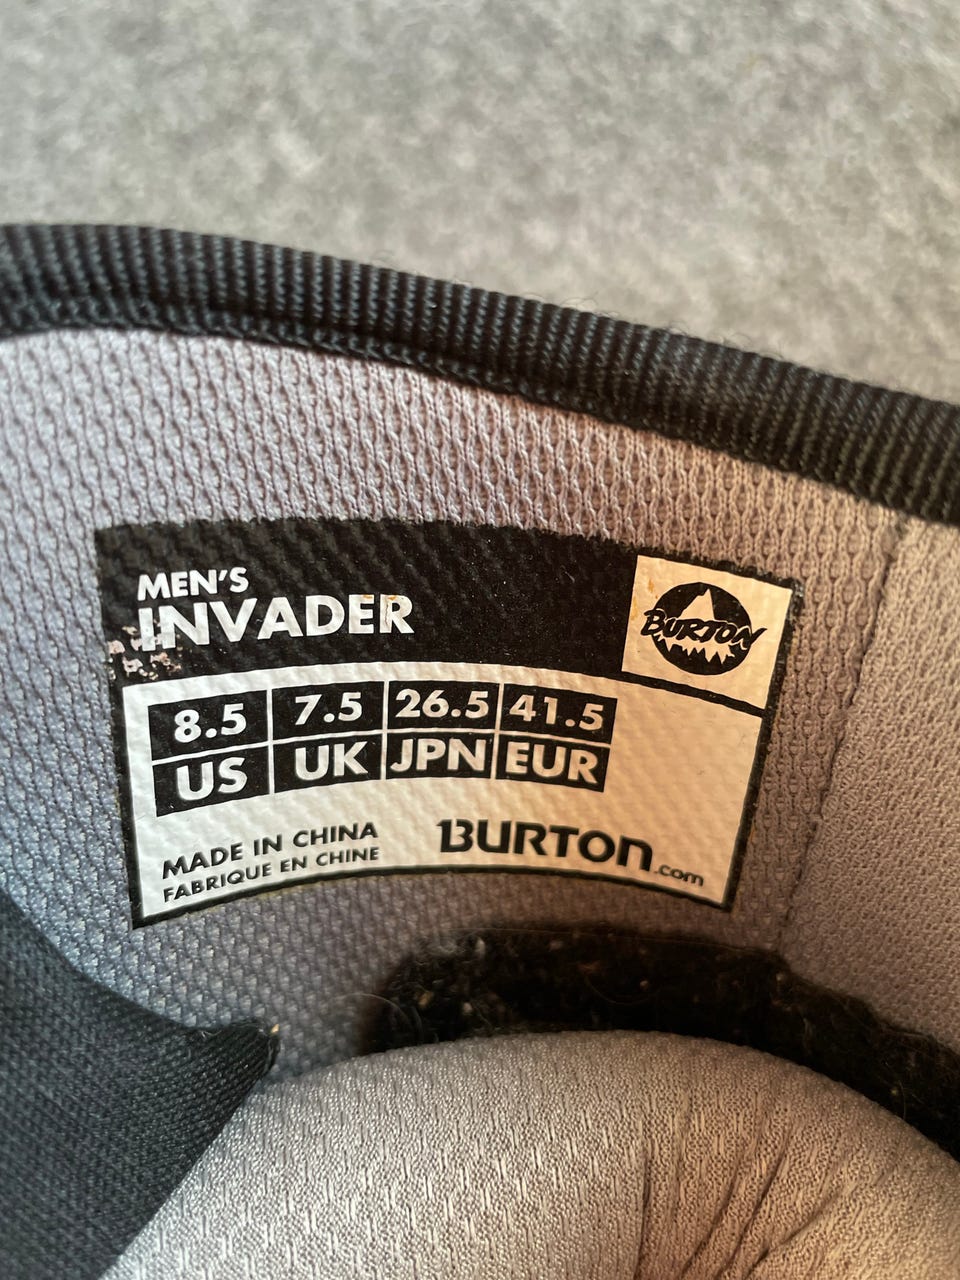 MEN'S
INVADER
BURTON
8.5 7.5 26.5 41.5
US UK JPN EUR
MADE IN CHINA
FABRIQUE EN CHINE
BURTON.com